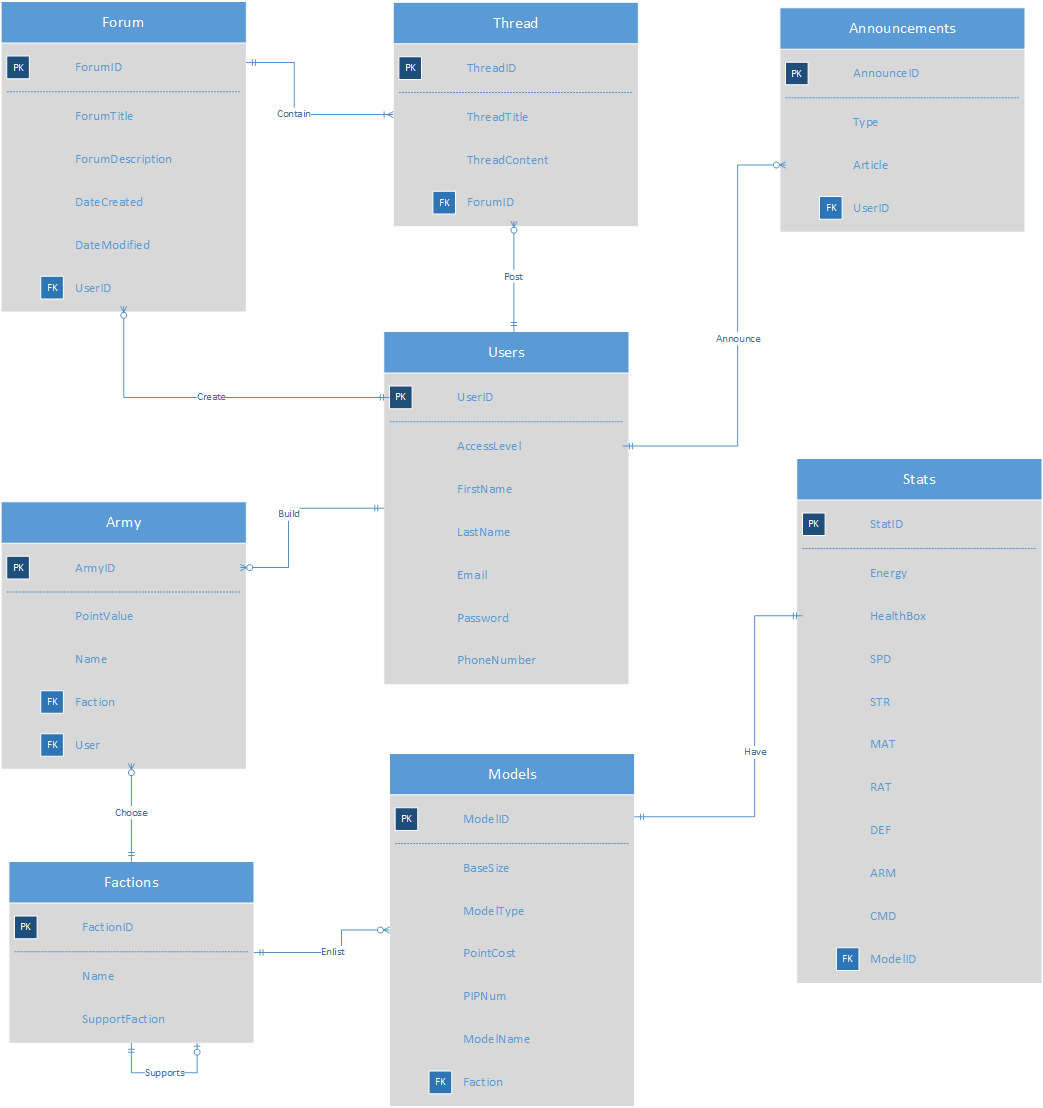 Forum
PK ForumID
ForumTitle
ForumDescription
DateCreated
DateModified
FK UserID
Contain
Thread
PK ThreadID
ThreadTitle
ThreadContent
FK ForumID
Announcements
PK AnnounceID
Type
Article
FK UserID
Post
Announce
Create
Users
PK UserID
AccessLevel
FirstName
LastName
Email
Password
PhoneNumber
Build
Army
PK ArmyID
PointValue
Name
FK Faction
FK User
Choose
Stats
PK StatID
Energy
HealthBox
SPD
STR
MAT
RAT
DEF
ARM
CMD
FK ModelID
Have
Models
PK ModelID
BaseSize
ModelType
PointCost
PIPNum
ModelName
FK Faction
Enlist
Factions
PK FactionID
Name
SupportFaction
Supports